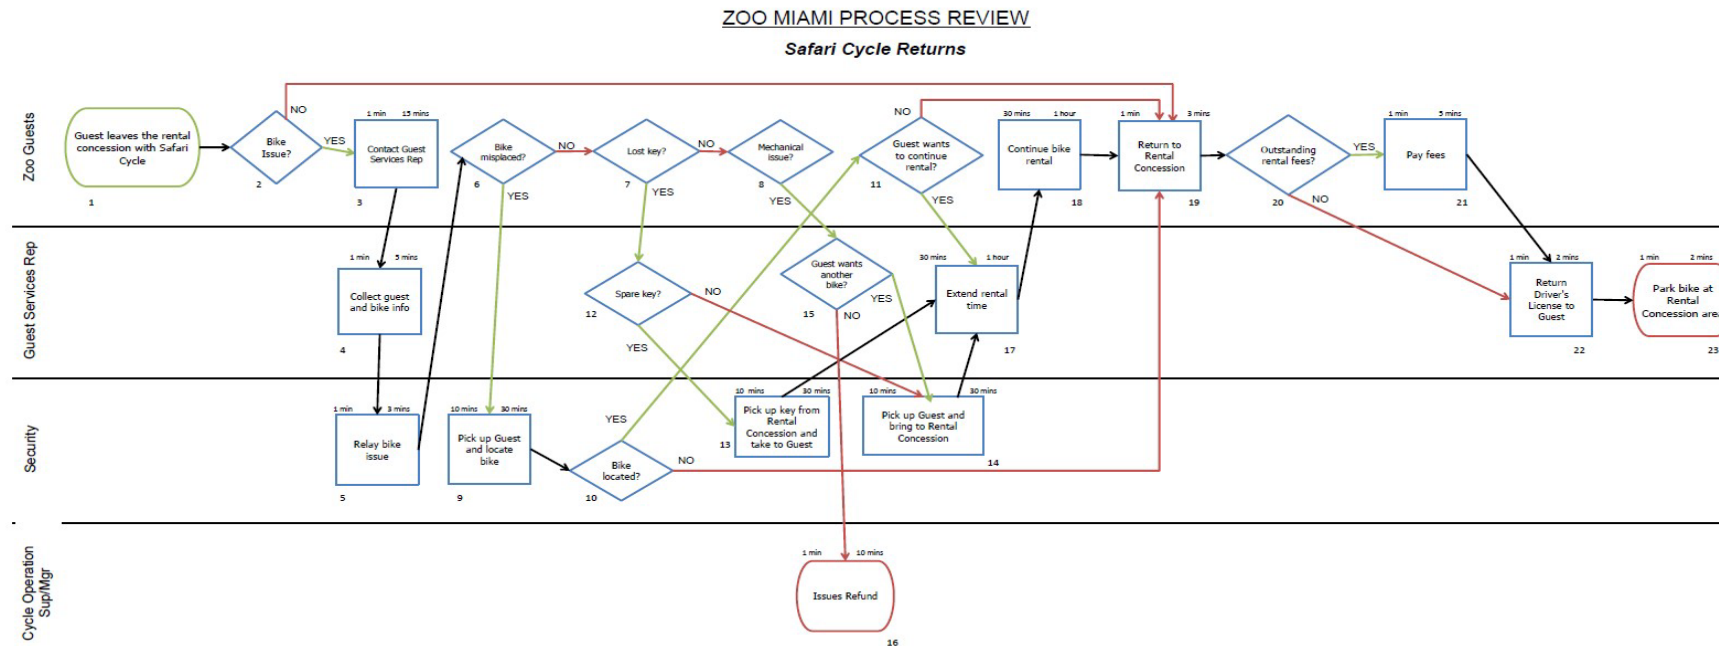 ZOO MIAMI PROCESS REVIEW
Safari Cycle Returns
Zoo Guests
Guest leaves the rental
concession with Safari
Cycle
1
Bike
Issue?
2
NO
YES
1 min 15 mins
Contact Guest
Services Rep
3
Bike
misplaced?
6
NO
YES
Lost key?
7
NO
YES
Mechanical
issue?
8
YES
NO
Guest wants
to continue
rental?
11
YES
30 mins 1 hour
Continue bike
rental
18
1 min 3 mins
Return to
Rental
Concession
19
Outstanding
rental fees?
20
YES
NO
1 min 5 mins
Pay fees
21
Guest Services Rep
1 min 5 mins
Collect guest
and bike info
4
Spare key?
12
NO
YES
Guest wants
another
bike?
15
YES
NO
30 mins 1 hour
Extend rental
time
17
1 min 2 mins
Return
Driver's
License to
Guest
22
1 min 2 mins
Park bike at
Rental
Concession area
23
Security
1 min 3 mins
Relay bike
issue
5
10 mins 30 mins
Pick up Guest
and locate
bike
9
YES
Bike
located?
10
NO
10 mins 30 mins
Pick up key from
Rental
Concession and
take to Guest
13
10 mins 30 mins
Pick up Guest and
bring to Rental
Concession
14
Cycle Operation
Sup/Mgr
1 min 10 mins
Issues Refund
16